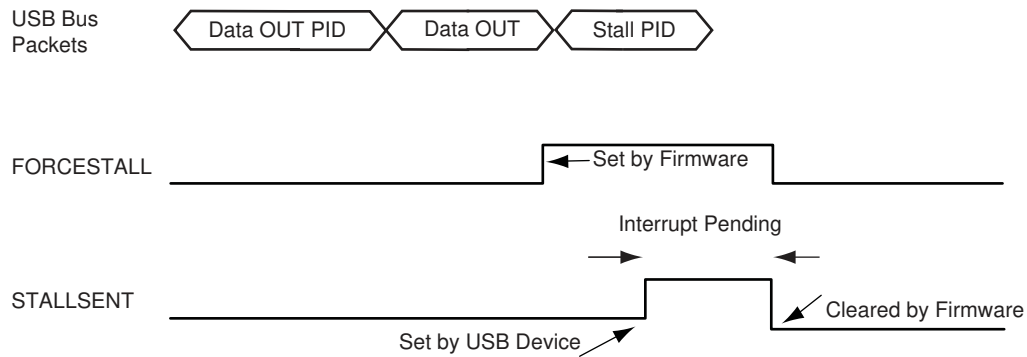 USB Bus
Packets
Data OUT PID
Data OUT
Stall PID
FORCESTALL
Set by Firmware
Interrupt Pending
STALLSENT
Cleared by Firmware
Set by USB Device